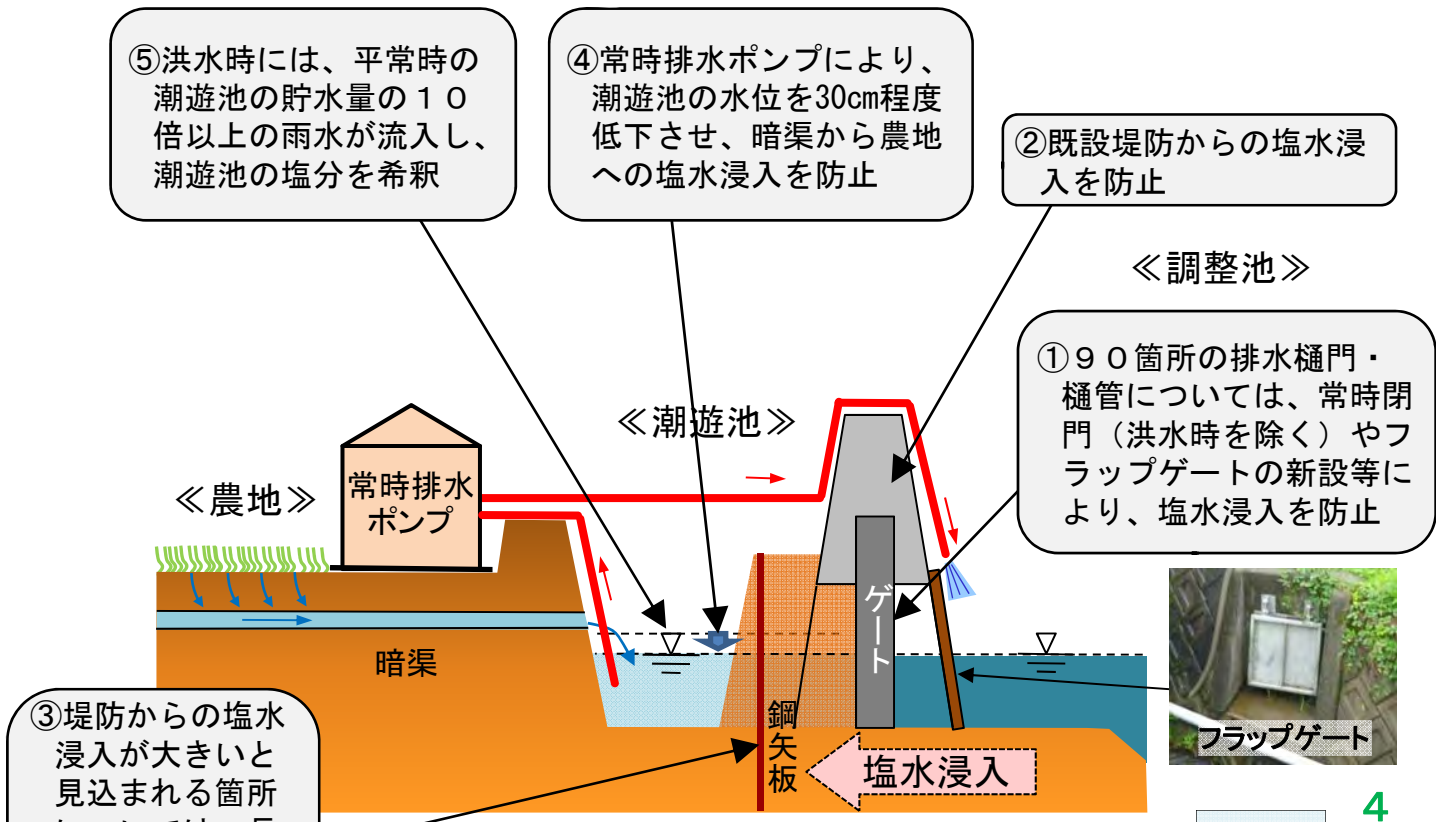 ⑤洪水時には、平常時の
潮遊池の貯水量の１０
倍以上の雨水が流入し、
潮遊池の塩分を希釈
④常時排水ポンプにより、
潮遊池の水位を30cm程度
低下させ、暗渠から農地
への塩水浸入を防止
②既設堤防からの塩水浸
入を防止
≪調整池≫
①９０箇所の排水樋門・
樋管については、常時閉
門（洪水時を除く）やフ
ラップゲートの新設等に
より、塩水浸入を防止
≪潮遊池≫
≪農地≫
常時排水
ポンプ
ゲート
暗渠
鋼矢板
塩水浸入
フラップゲート
③堤防からの塩水
浸入が大きいと
見込まれる箇所
4